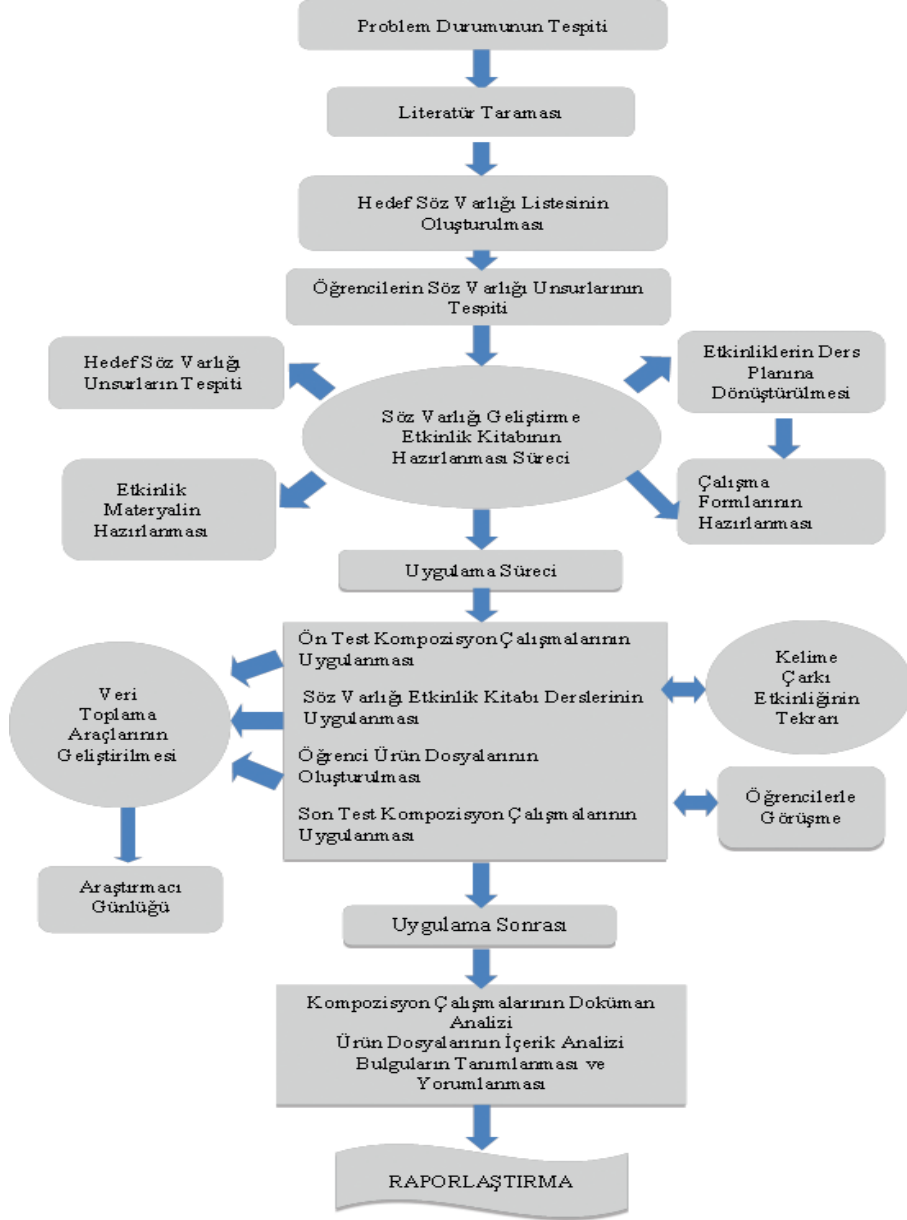 Problem Durumunun Tespiti
Literatür Taraması
Hedef Söz Varlığı Listesinin
Oluşturulması
Öğrencilerin Söz Varlığı Unsurlarının
Tespiti
Hedef Söz Varlığı
Unsurların Tespiti
Etkinliklerin Ders
Planına
Dönüştürülmesi
Söz Varlığı Geliştirme
Etkinlik Kitabının
Hazırlanması Süreci
Etkinlik
Materyalin
Hazırlanması
Çalışma
Formlarının
Hazırlanması
Uygulama Süreci
Ön Test Kompozisyon Çalışmalarının
Uygulanması
Söz Varlığı Etkinlik Kitabı Derslerinin
Uygulanması
Öğrenci Ürün Dosyalarının
Oluşturulması
Son Test Kompozisyon Çalışmalarının
Uygulanması
Kelime
Çarkı
Etkinliğinin
Tekrarı
Veri
Toplama
Araçlarının
Geliştirilmesi
Öğrencilerle
Görüşme
Araştırmacı
Günlüğü
Uygulama Sonrası
Kompozisyon Çalışmalarının Doküman
Analizi
Ürün Dosyalarının İçerik Analizi
Bulguların Tanımlanması ve
Yorumlanması
RAPORLAŞTIRMA